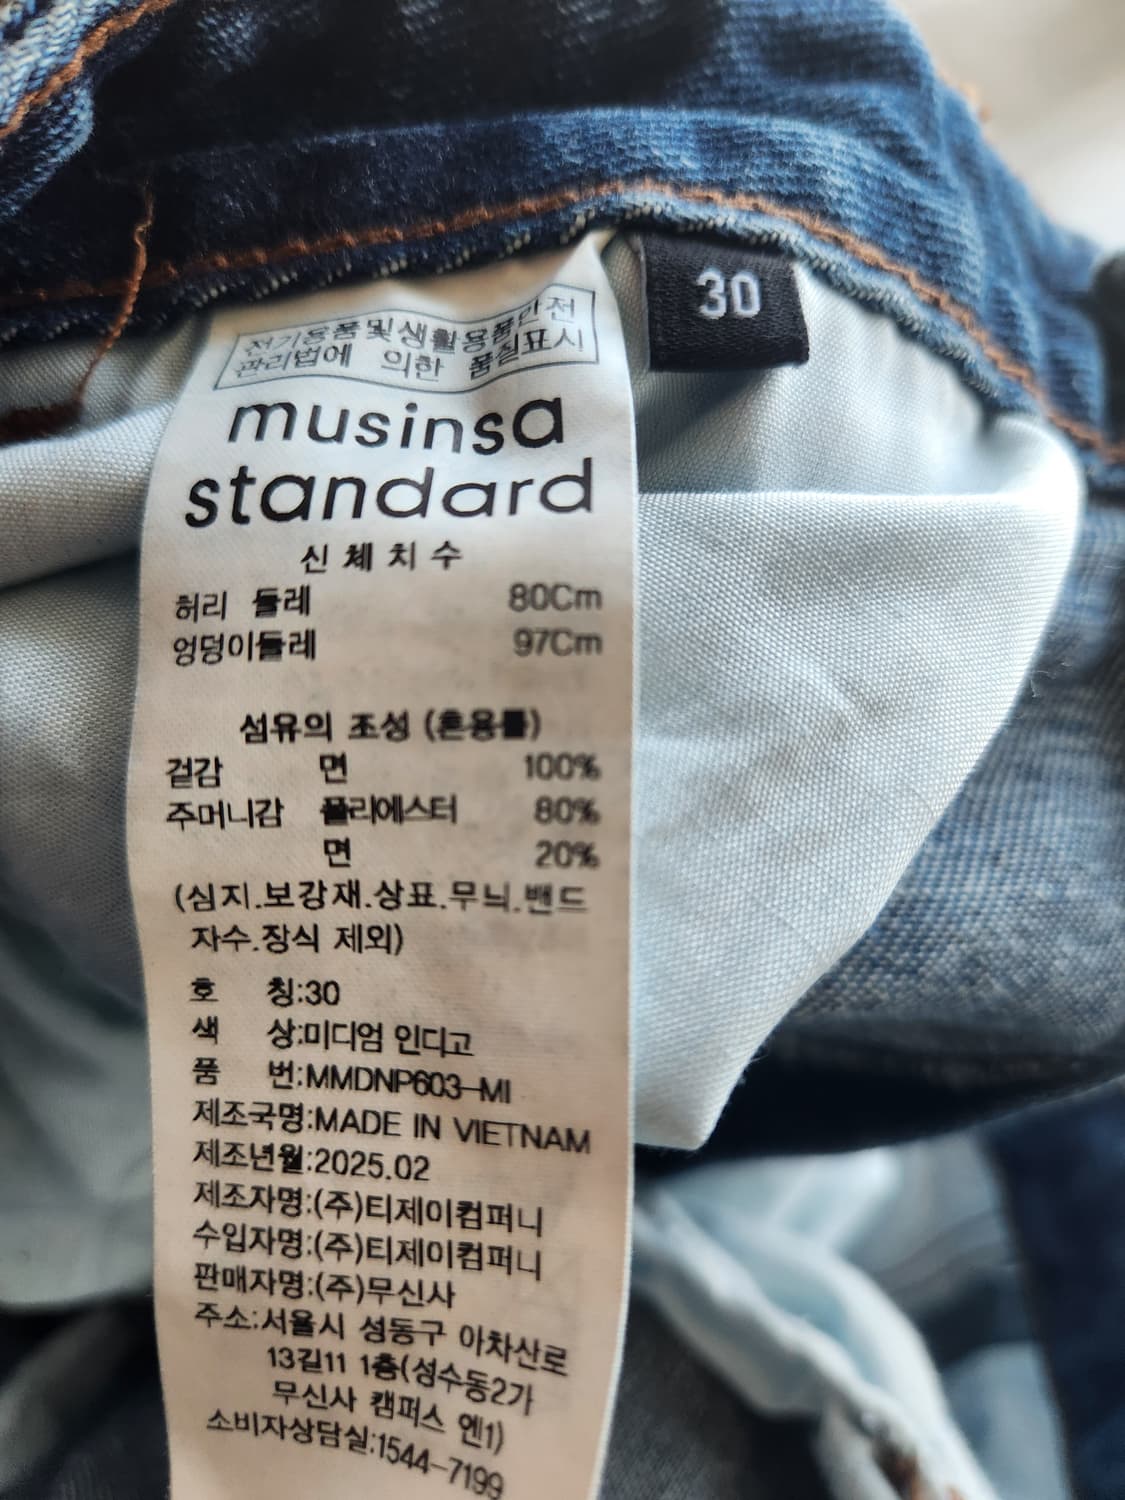 30
전기용품및생활용품안전
관리법에 의한 품질표시
musinsa
standard
신체치수
허리 둘레 80Cm
엉덩이둘레 97Cm
섬유의 조성 (혼용률)
겉감 면 100%
주머니감 폴리에스터 80%
면 20%
(심지.보강재.상표.무늬.밴드
자수.장식 제외)
호 칭:30
색 상:미디엄 인디고
품 번:MMDNP603-MI
제조국명:MADE IN VIETNAM
제조년월:2025.02
제조자명:(주)티제이컴퍼니
수입자명:(주)티제이컴퍼니
판매자명:(주)무신사
주소:서울시 성동구 아차산로
13길11 1층(성수동2가
무신사 캠퍼스 엔1)
소비자상담실:1544-7199